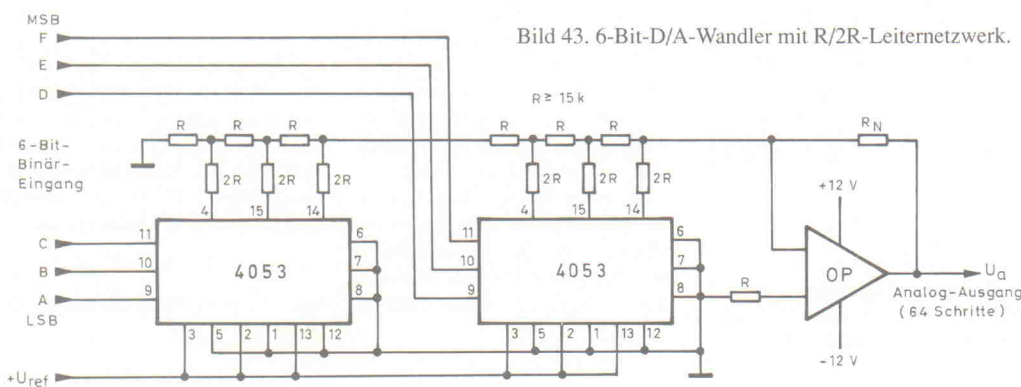 MSB
F
E
D
Bild 43. 6-Bit-D/A-Wandler mit R/2R-Leiternetzwerk.
R ≥ 15 k
R R R
R R R
R_N
6-Bit-
Binär-
Eingang
2R 2R 2R
2R 2R 2R
+12 V
4 15 14
4 15 14
C
B
A
LSB
11
10
9
4053
6
7
8
11
10
9
4053
6
7
8
R
OP
U_a
Analog-Ausgang
(64 Schritte)
3 5 2 1 13 12
3 5 2 1 13 12
-12 V
+U_ref